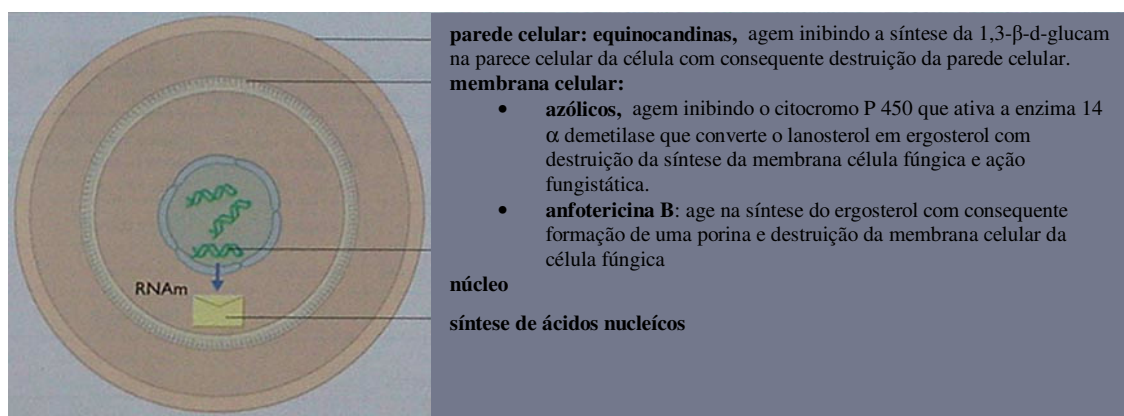 parede celular: equinocandinas, agem inibindo a síntese da 1,3-β-d-glucam
na parece celular da célula com consequente destruição da parede celular.
membrana celular:
• azólicos, agem inibindo o citocromo P 450 que ativa a enzima 14
α demetilase que converte o lanosterol em ergosterol com
destruição da síntese da membrana célula fúngica e ação
fungistática.
• anfotericina B: age na síntese do ergosterol com consequente
formação de uma porina e destruição da membrana celular da
célula fúngica
núcleo
RNAm
síntese de ácidos nucleícos